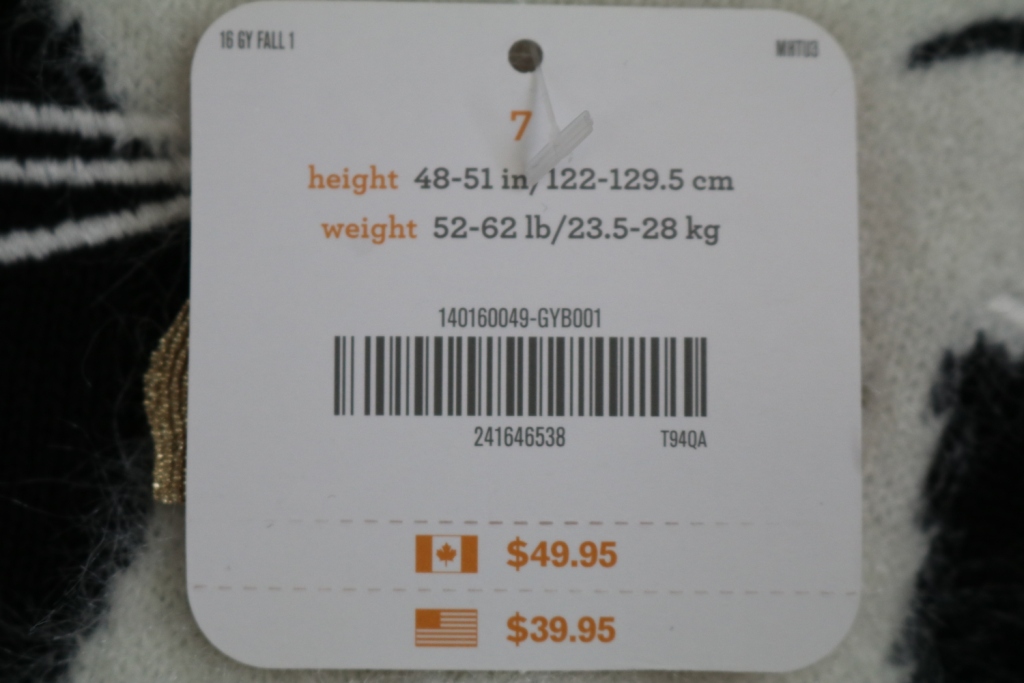 16 GY FALL 1
MHTU3
7
height 48-51 in/122-129.5 cm
weight 52-62 lb/23.5-28 kg
140160049-GYB001
241646538
T94QA
$49.95
$39.95